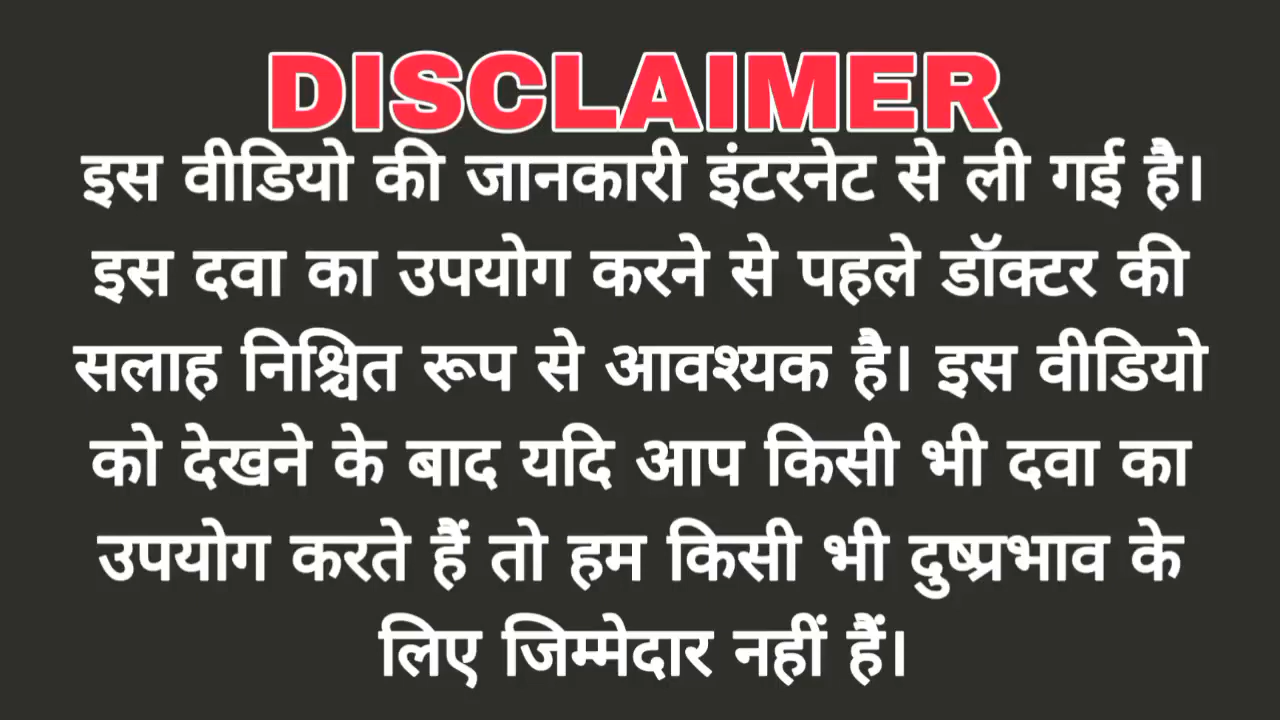 DISCLAIMER
इस वीडियो की जानकारी इंटरनेट से ली गई है।
इस दवा का उपयोग करने से पहले डॉक्टर की
सलाह निश्चित रूप से आवश्यक है। इस वीडियो
को देखने के बाद यदि आप किसी भी दवा का
उपयोग करते हैं तो हम किसी भी दुष्प्रभाव के
लिए जिम्मेदार नहीं हैं।